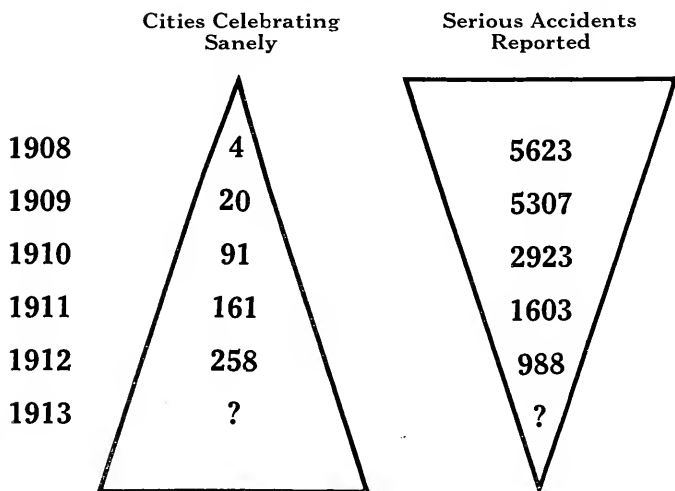 Cities Celebrating
Sanely
Serious Accidents
Reported
1908 4 5623
1909 20 5307
1910 91 2923
1911 161 1603
1912 258 988
1913 ? ?